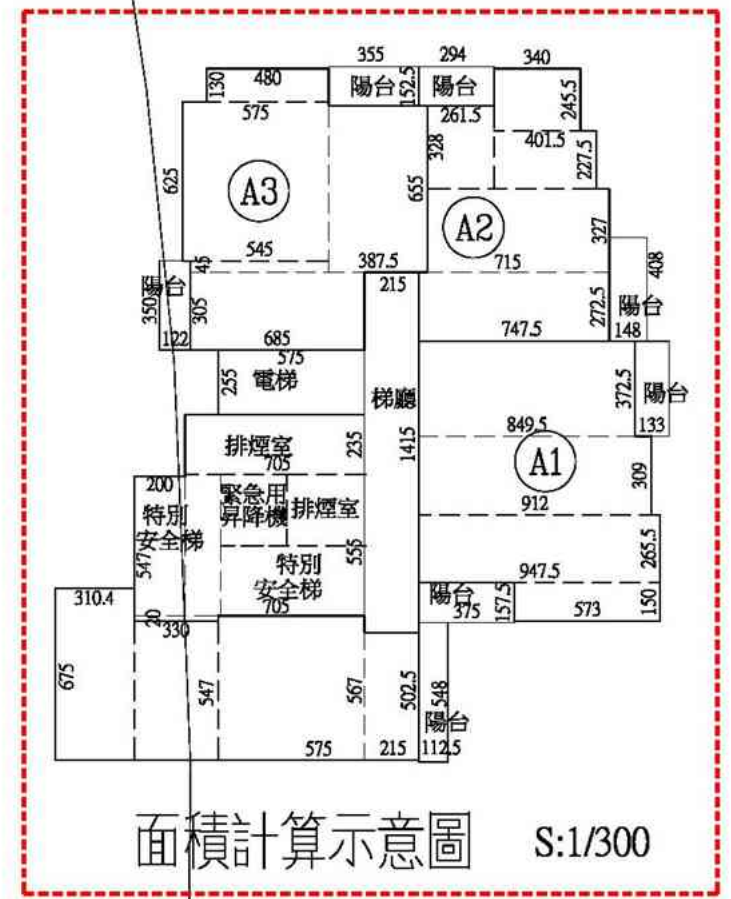 355 294 340
130 480 陽台 152.5 陽台 245.5
575 261.5
328 401.5 227.5
625 A3 655
A2 327
545 387.5 715 408
45 215
陽台 350 305 272.5 陽台
122 685 747.5 148
575
255 電梯 梯廳 372.5 陽台
849.5 133
排煙室 235 1415
705 A1 309
200 緊急用 912
特別 昇降機 排煙室
安全梯 547 555 265.5
特別 947.5
310.4 安全梯 陽台 157.5 150
20 705 375 573
330
675 547 567 502.5 548
陽台
575 215 112.5
面積計算示意圖 S:1/300